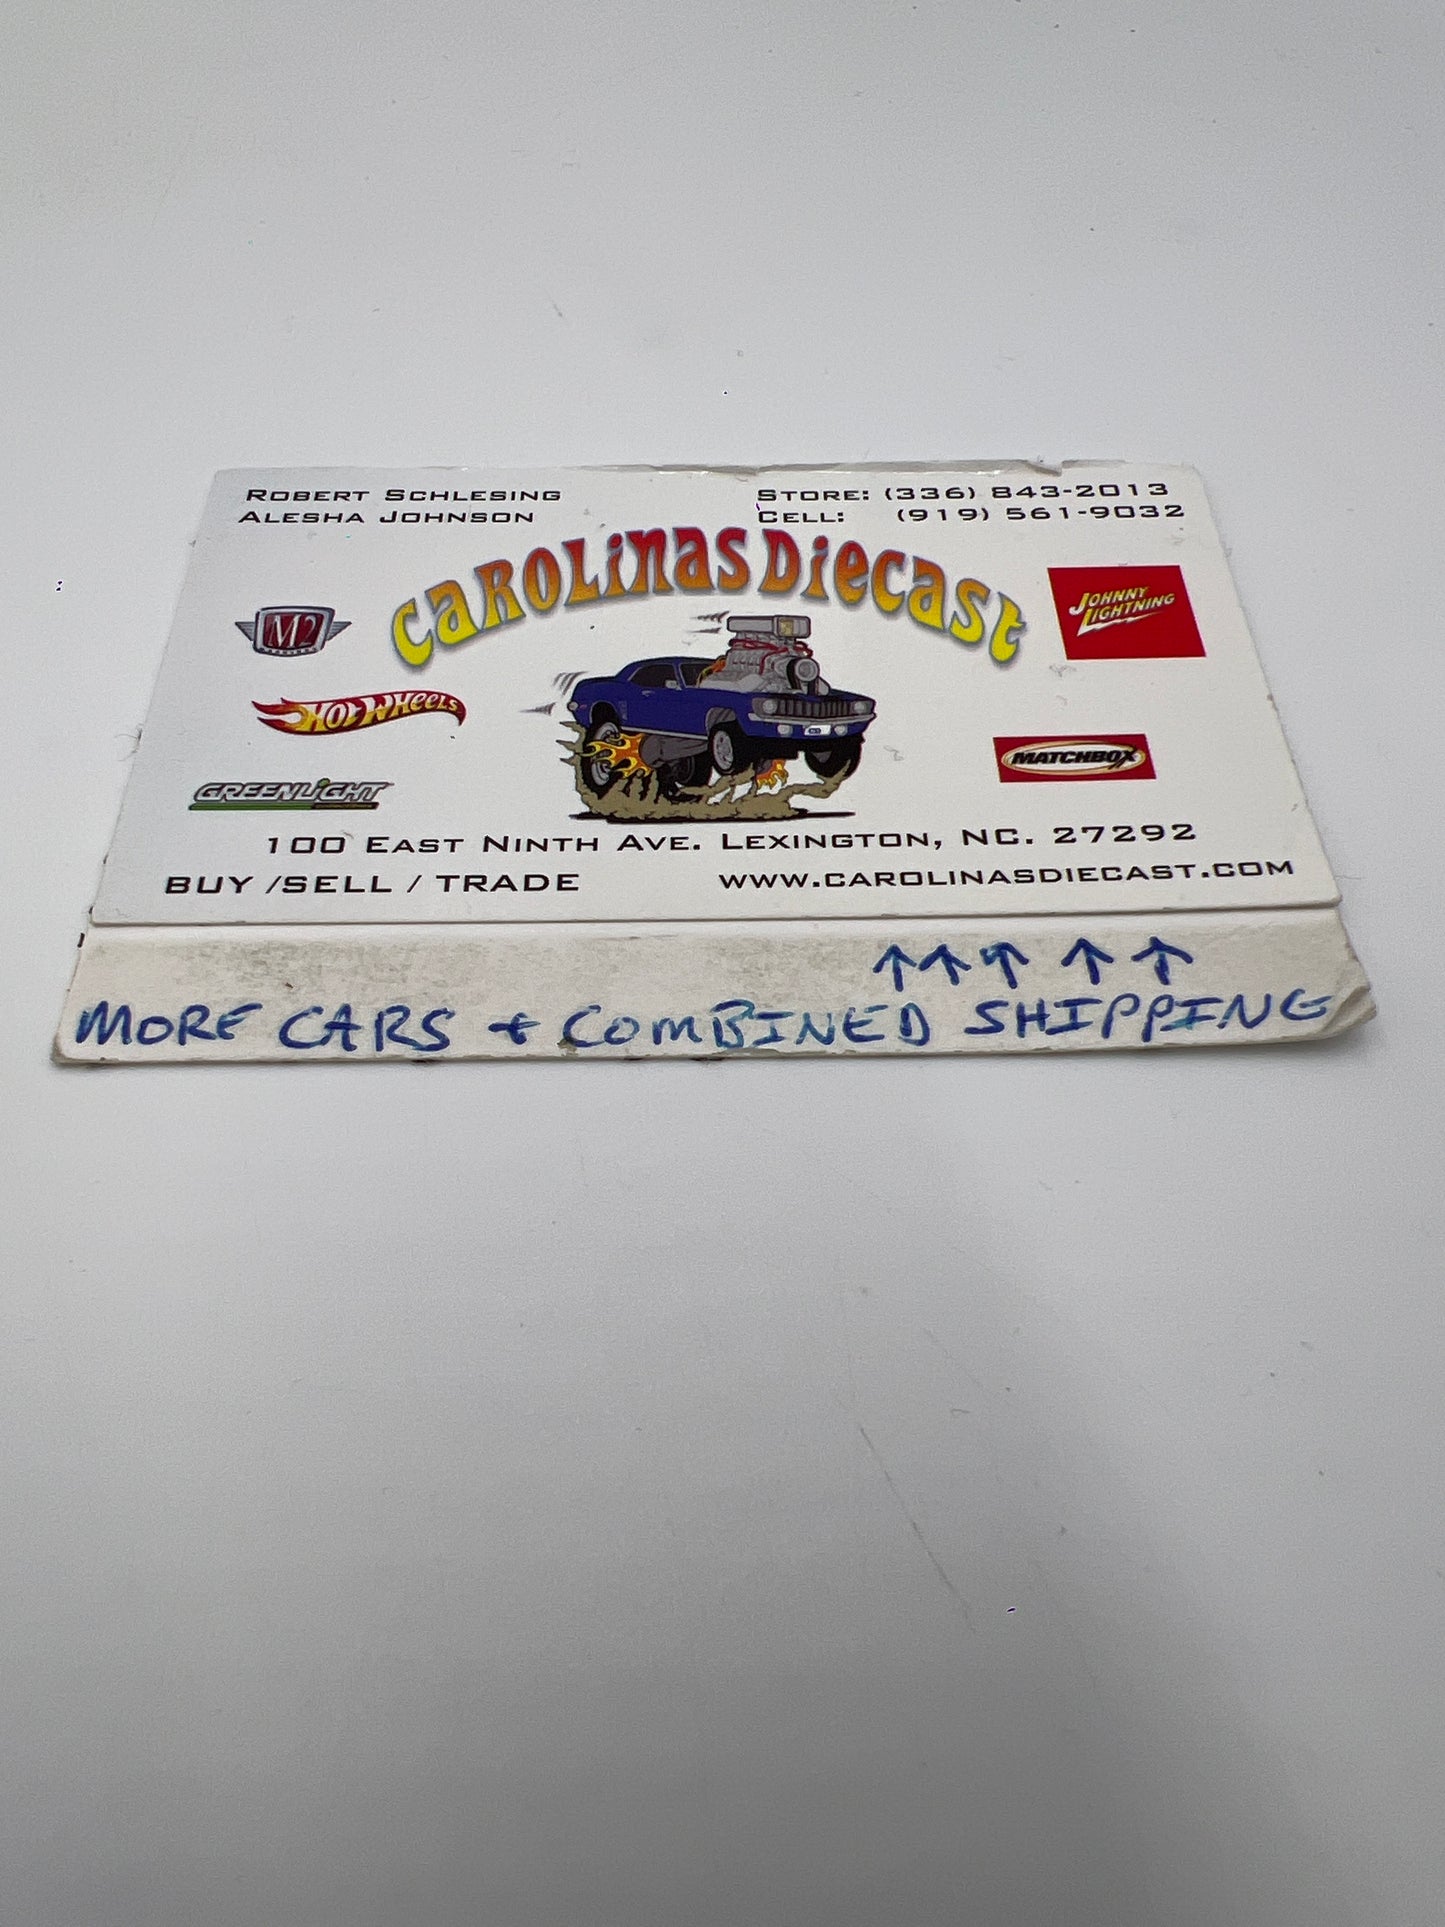 ROBERT SCHLESING
ALESHA JOHNSON
STORE: (336) 843-2013
CELL: (919) 561-9032
CAROLINAS DIECAST
M2
JOHNNY
LIGHTNING
HOT WHEELS
MATCHBOX
GREENLIGHT
100 EAST NINTH AVE. LEXINGTON, NC. 27292
BUY /SELL / TRADE
WWW.CAROLINASDIECAST.COM
↑↑↑↑↑
MORE CARS + COMBINED SHIPPING